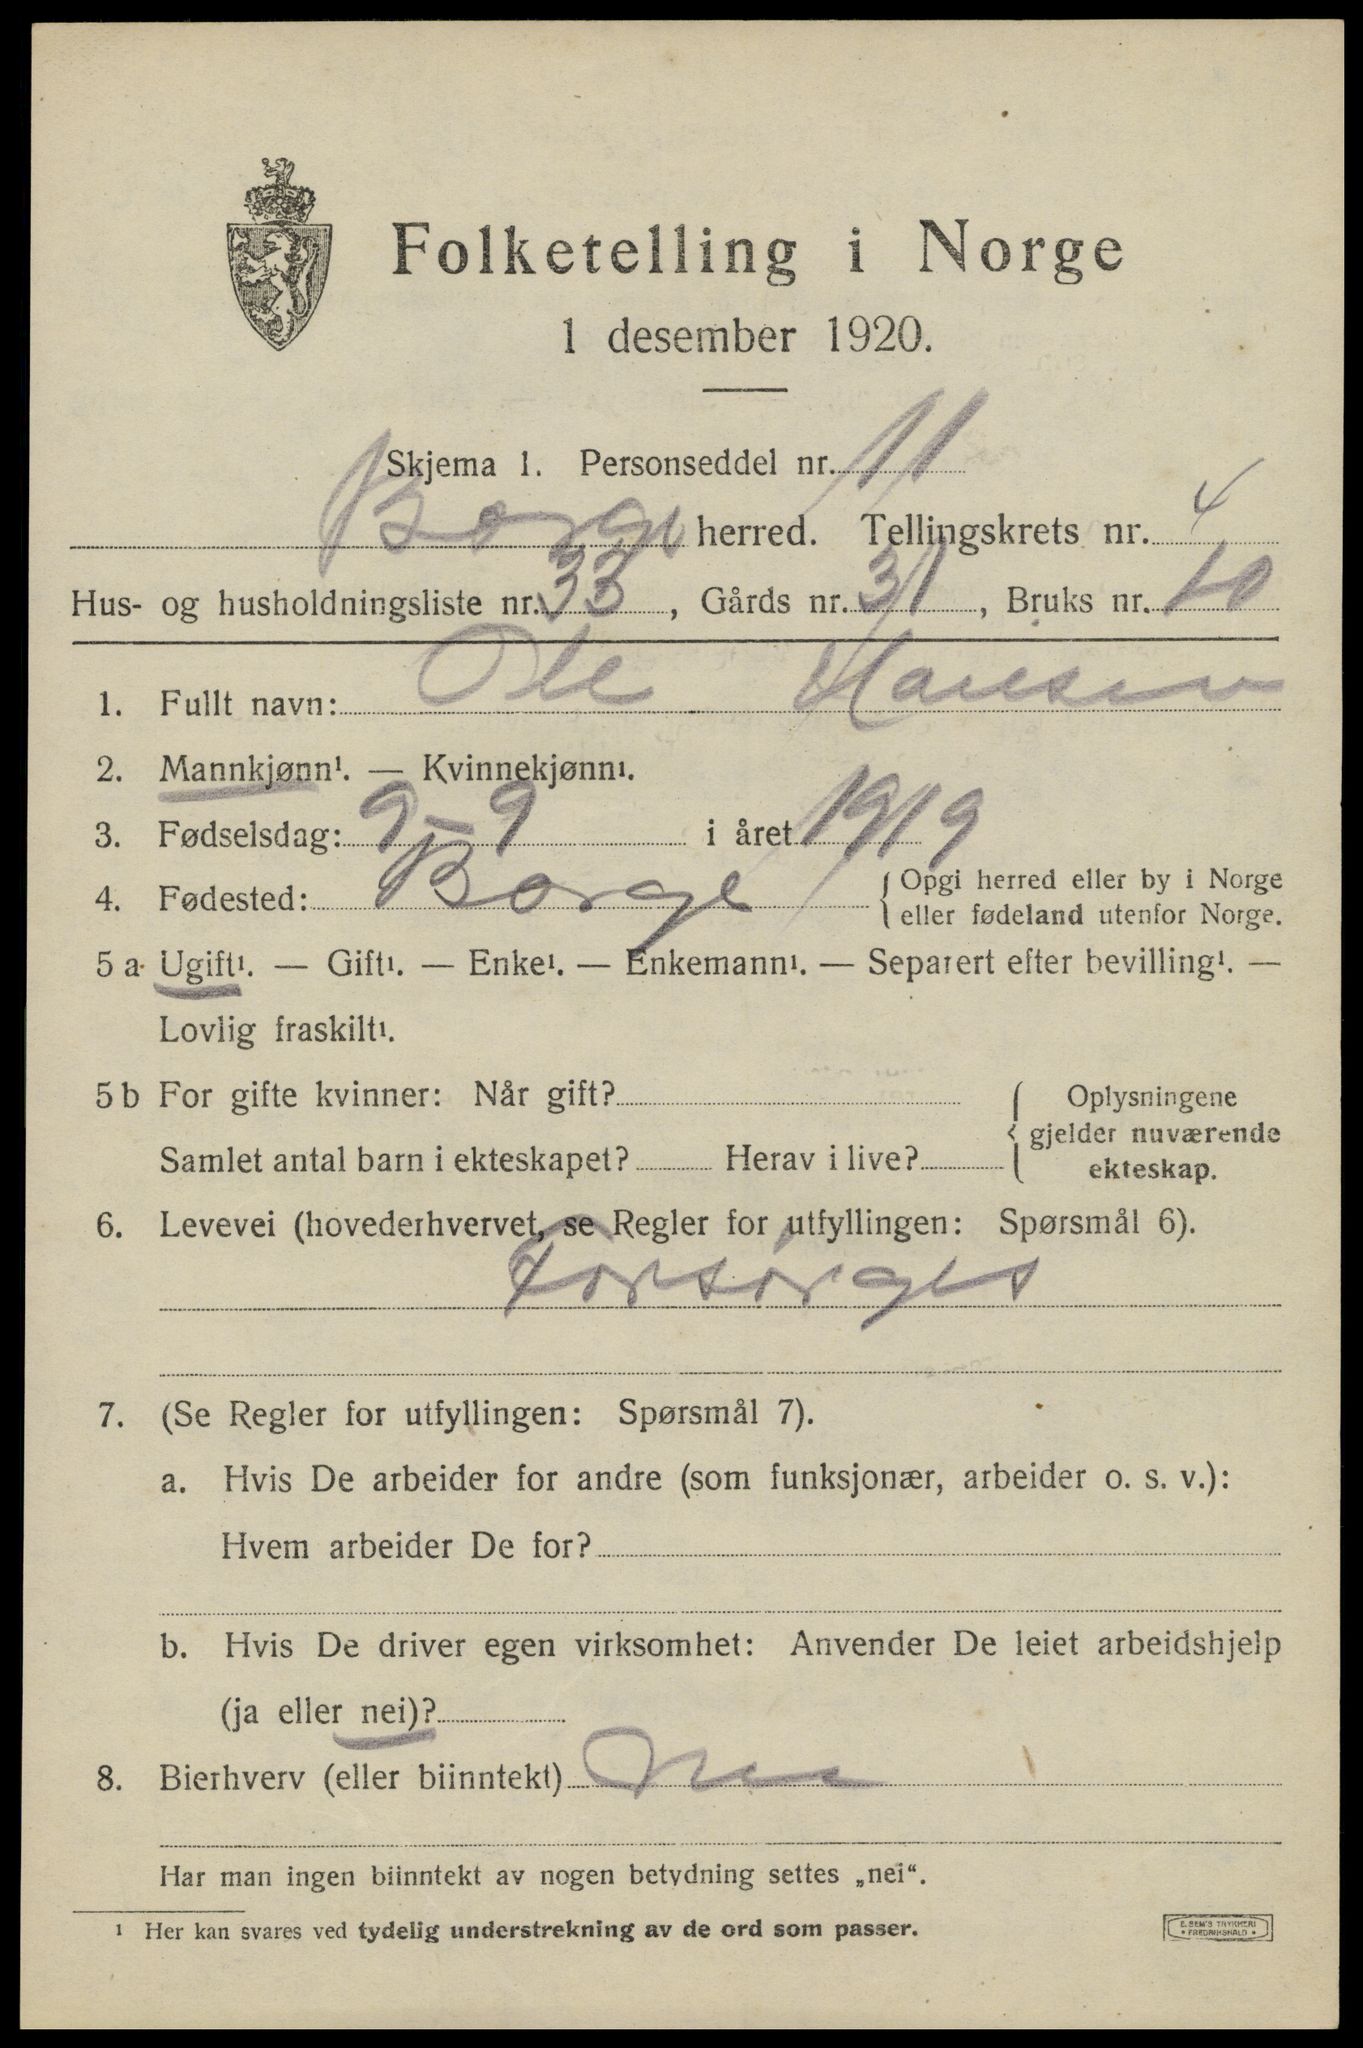 Folketelling i Norge
1 desember 1920.
Skjema 1. Personseddel nr. 11
Borge herred. Tellingskrets nr. 4
Hus- og husholdningsliste nr. 33, Gårds nr. 31, Bruks nr. 10
1. Fullt navn: Ole Hansen
2. Mannkjønn¹. — Kvinnekjønn¹.
3. Fødselsdag: 9-9 i året 1919
4. Fødested: Borge { Opgi herred eller by i Norge
eller fødeland utenfor Norge.
5 a Ugift¹. — Gift¹. — Enke¹. — Enkemann¹. — Separert efter bevilling¹. —
Lovlig fraskilt¹.
5 b For gifte kvinner: Når gift? { Oplysningene
gjelder nuværende
Samlet antal barn i ekteskapet? Herav i live? ekteskap.
6. Levevei (hovederhvervet, se Regler for utfyllingen: Spørsmål 6).
Forsørges
7. (Se Regler for utfyllingen: Spørsmål 7).
a. Hvis De arbeider for andre (som funksjonær, arbeider o. s. v.):
Hvem arbeider De for?
b. Hvis De driver egen virksomhet: Anvender De leiet arbeidshjelp
(ja eller nei)?
8. Bierhverv (eller biinntekt) Nei
Har man ingen biinntekt av nogen betydning settes „nei“.
¹ Her kan svares ved tydelig understrekning av de ord som passer.
E. SEM'S TRYKKERI
• FREDRIKSHALD •